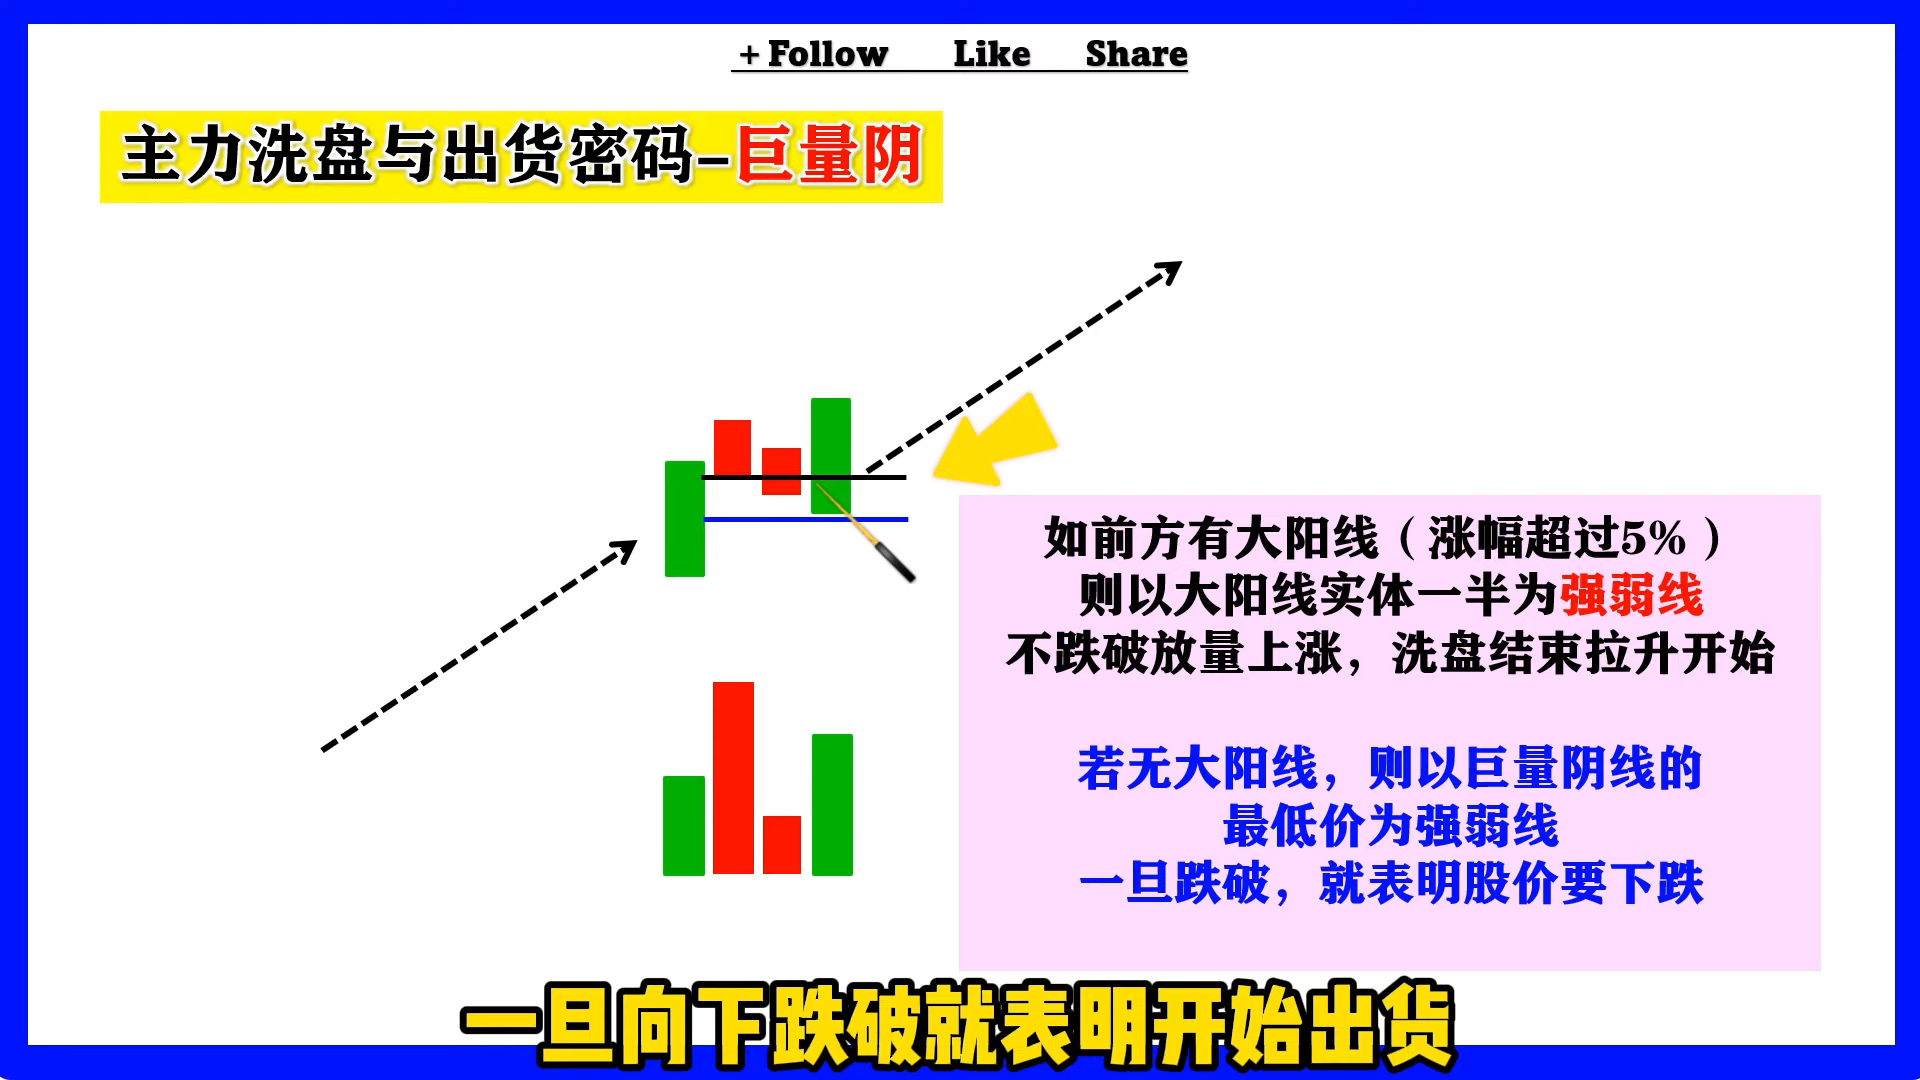 + Follow Like Share
主力洗盘与出货密码-巨量阴
如前方有大阳线（涨幅超过5%）
则以大阳线实体一半为强弱线
不跌破放量上涨，洗盘结束拉升开始
若无大阳线，则以巨量阴线的
最低价为强弱线
一旦跌破，就表明股价要下跌
一旦向下跌破就表明开始出货